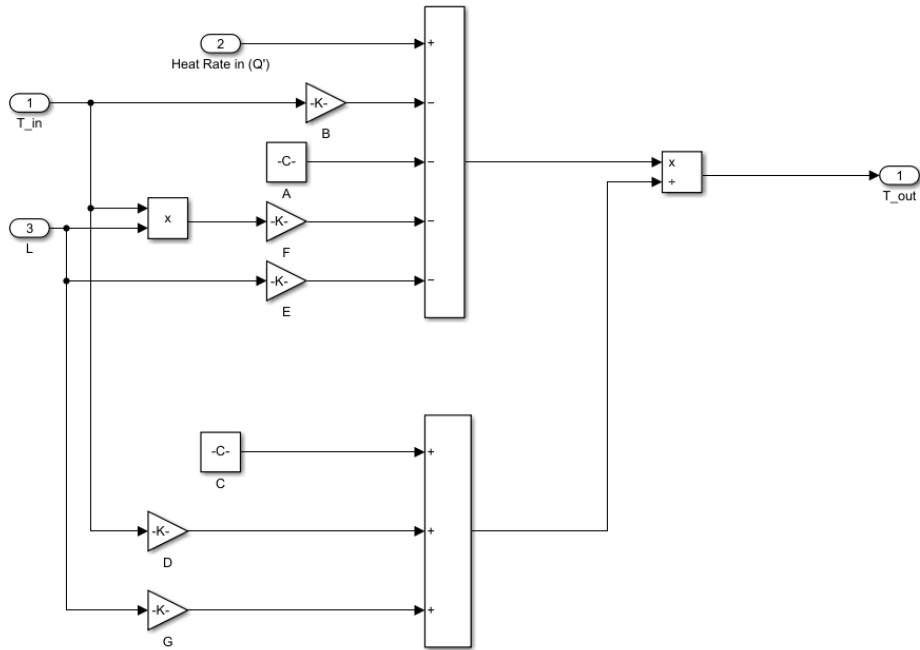 2
Heat Rate in (Q')
+
1
T_in
-K-
B
−
-C-
A
−
x
÷
1
T_out
3
L
x
-K-
F
−
-K-
E
−
-C-
C
+
-K-
D
+
-K-
G
+